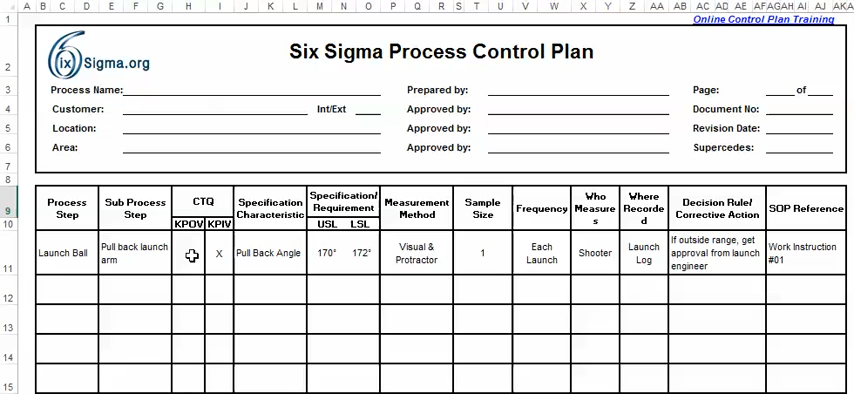 A B C D E F G H I J K L M N O P Q R S T U V W X Y Z AA AB AC AD AE AF AG AH AI AJ AK A
1 Online Control Plan Training
6ixSigma.org
2 Six Sigma Process Control Plan
3 Process Name: Prepared by: Page: of
4 Customer: Int/Ext Approved by: Document No:
5 Location: Approved by: Revision Date:
6 Area: Approved by: Supercedes:
7
8
9 Process Step Sub Process Step CTQ Specification Characteristic Specification/ Requirement Measurement Method Sample Size Frequency Who Measures Where Recorded Decision Rule/ Corrective Action SOP Reference
10 KPOV KPIV USL LSL
11 Launch Ball Pull back launch arm X Pull Back Angle 170° 172° Visual & Protractor 1 Each Launch Shooter Launch Log If outside range, get approval from launch engineer Work Instruction #01
12
13
14
15